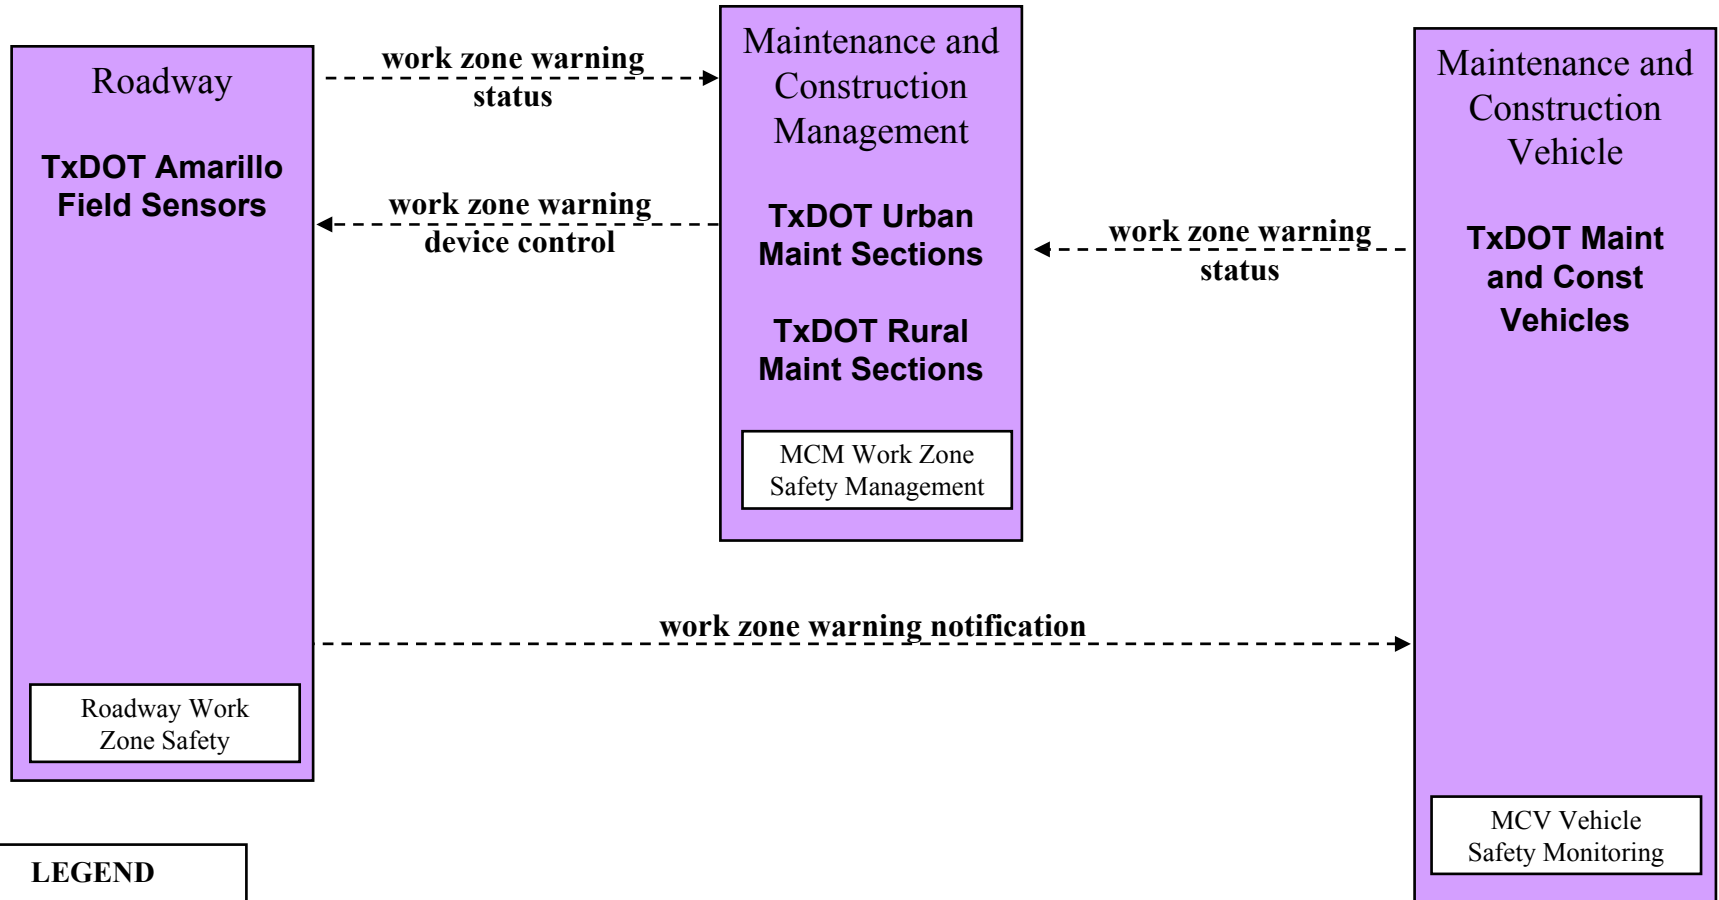 Roadway
TxDOT Amarillo
Field Sensors
Roadway Work
Zone Safety
work zone warning
status
work zone warning
device control
Maintenance and
Construction
Management
TxDOT Urban
Maint Sections
TxDOT Rural
Maint Sections
MCM Work Zone
Safety Management
work zone warning
status
work zone warning notification
Maintenance and
Construction
Vehicle
TxDOT Maint
and Const
Vehicles
MCV Vehicle
Safety Monitoring
LEGEND